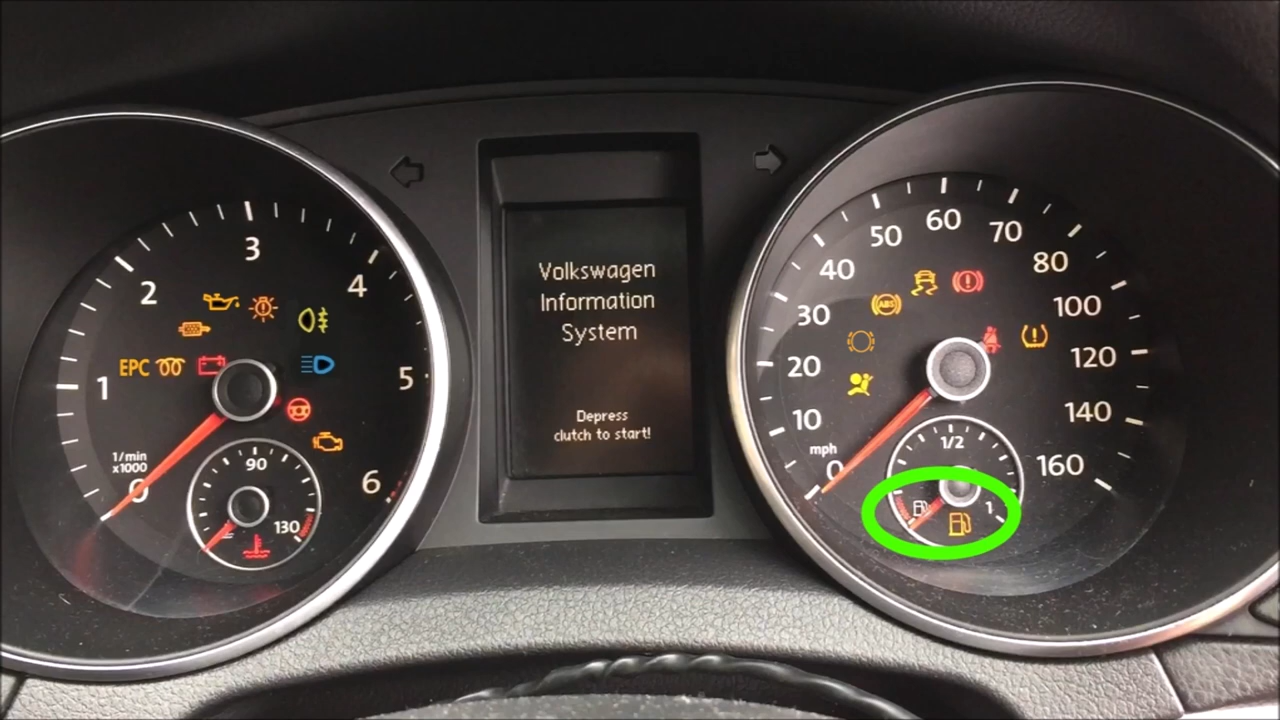 0
1
2
3
4
5
6
1/min
x1000
EPC
90
130
Volkswagen
Information
System
Depress
clutch to start!
mph
0
10
20
30
40
50
60
70
80
100
120
140
160
ABS
1/2
1